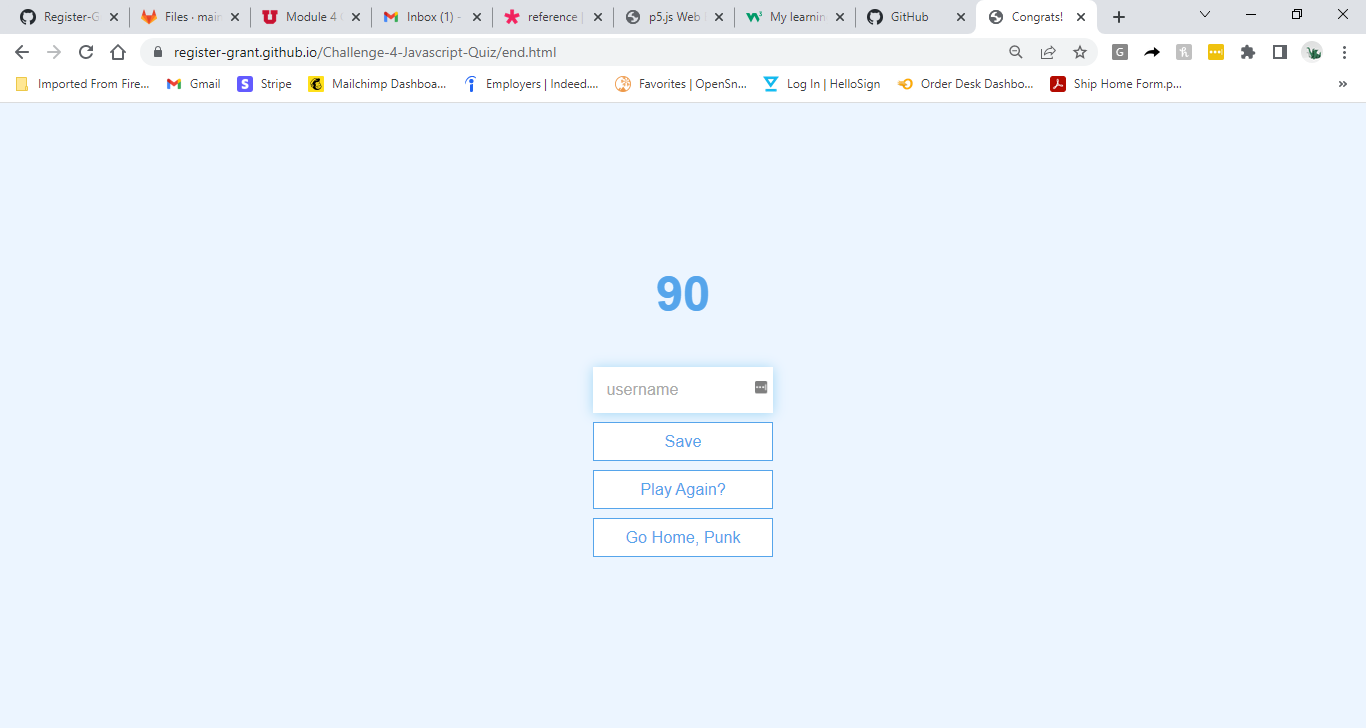 Register-G
Files · main
Module 4
Inbox (1) -
reference
p5.js Web
My learnin
GitHub
Congrats!
register-grant.github.io/Challenge-4-Javascript-Quiz/end.html
Imported From Fire...
Gmail
Stripe
Mailchimp Dashboa...
Employers | Indeed....
Favorites | OpenSn...
Log In | HelloSign
Order Desk Dashbo...
Ship Home Form.p...
90
username
Save
Play Again?
Go Home, Punk